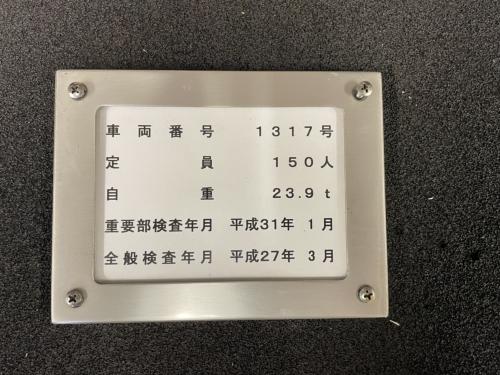 車両番号 1317号
定員 150人
自重 23.9t
重要部検査年月 平成31年 1月
全般検査年月 平成27年 3月